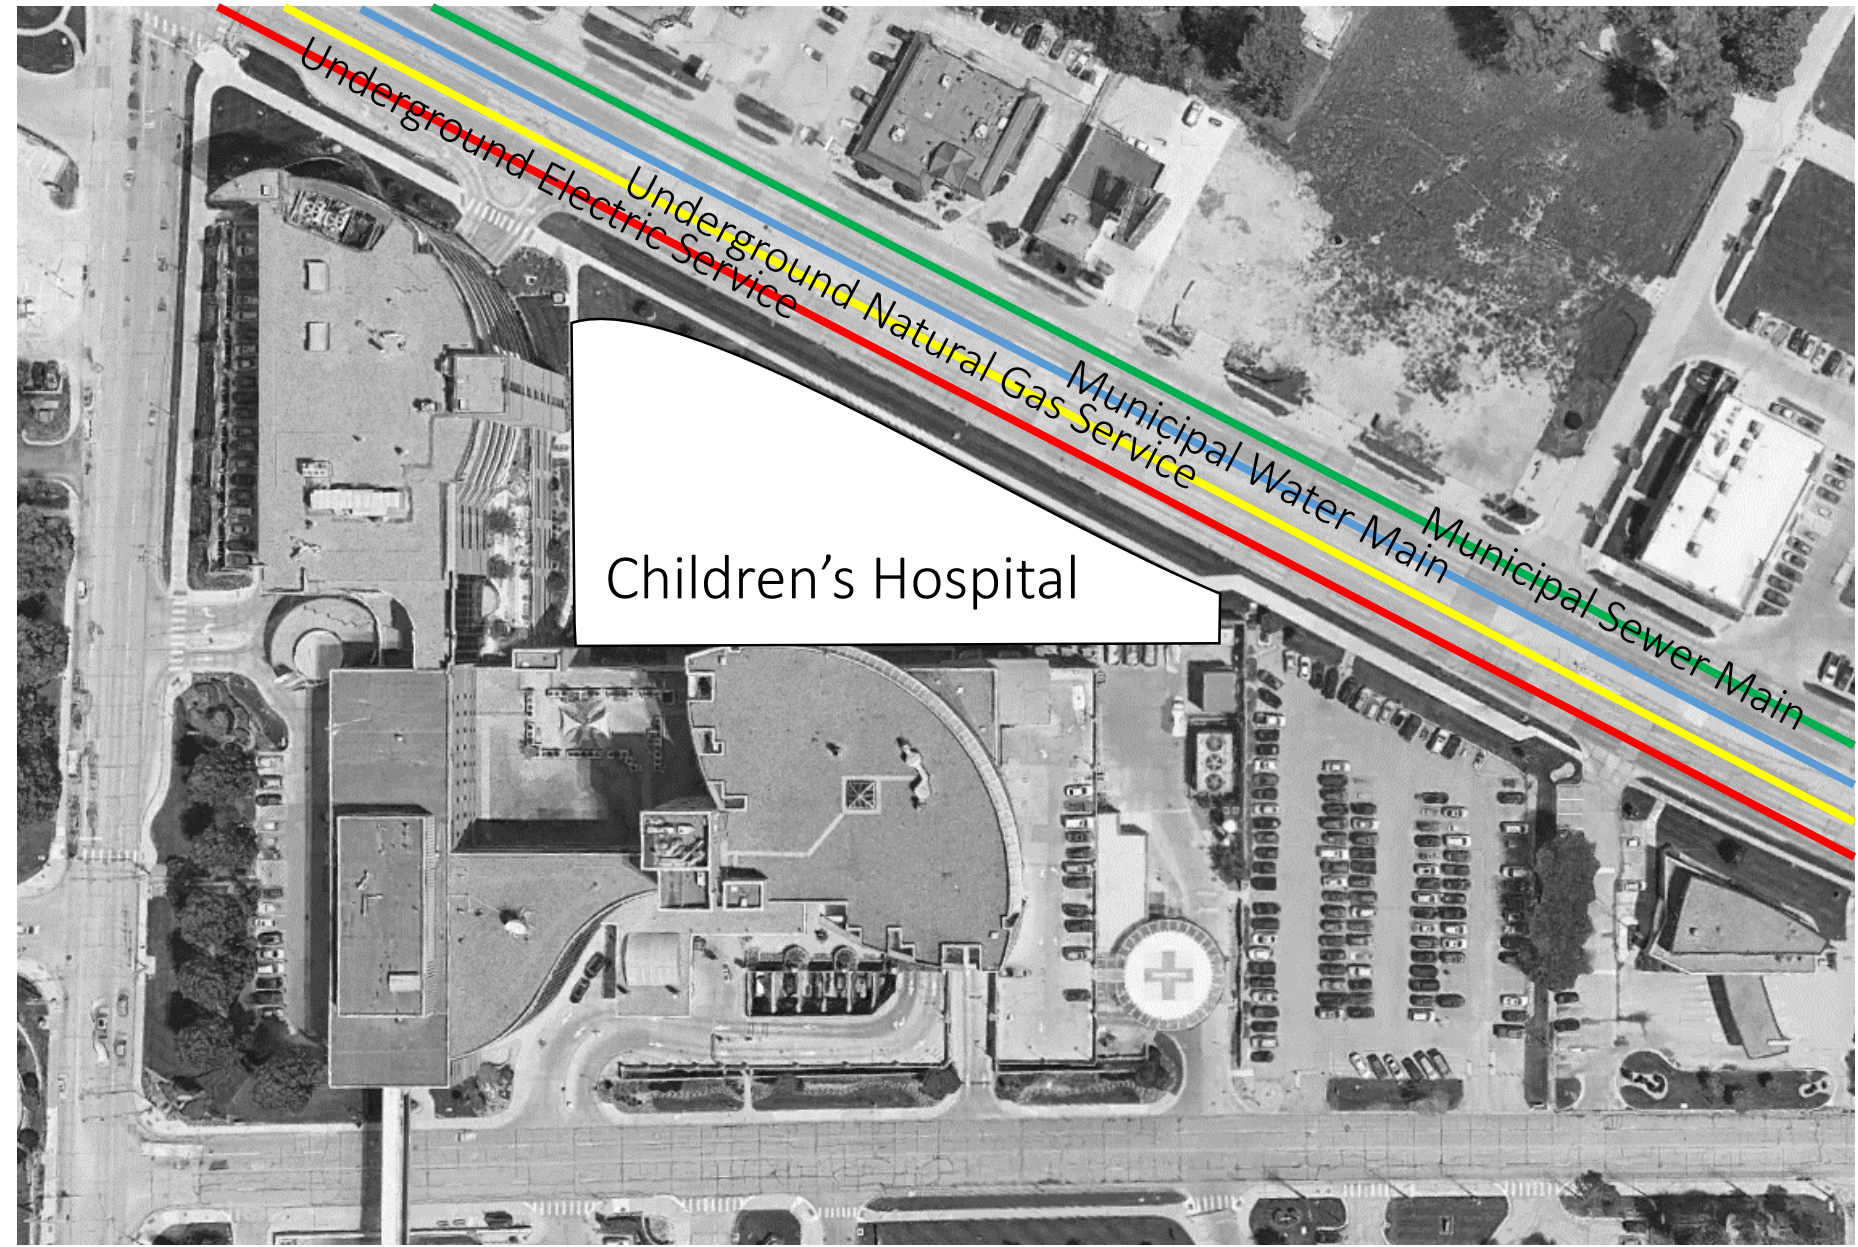 Underground Electric Service
Underground Natural Gas Service
Municipal Water Main
Municipal Sewer Main
Children’s Hospital